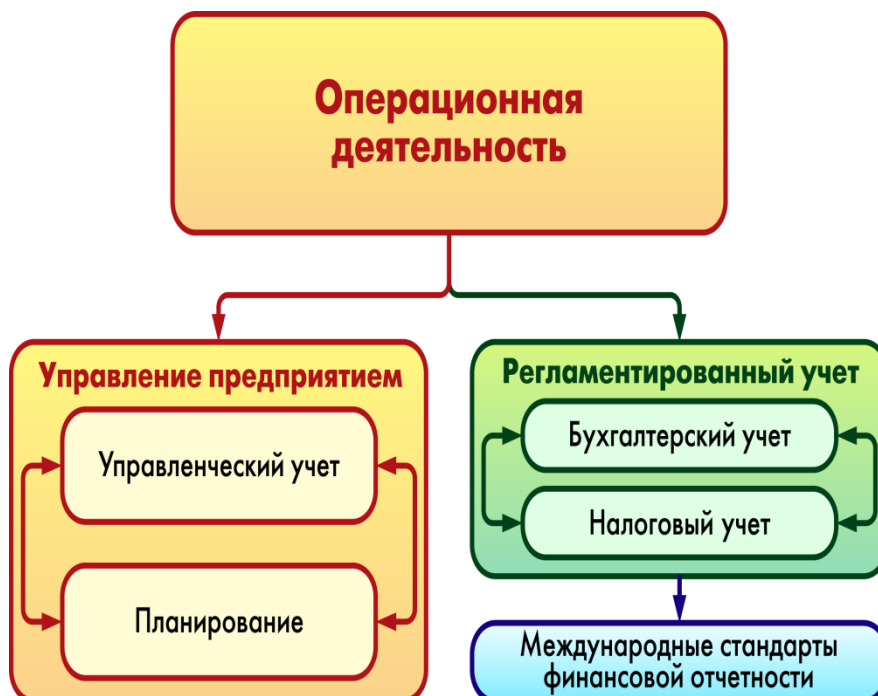 Операционная
деятельность
Управление предприятием
Управленческий учет
Планирование
Регламентированный учет
Бухгалтерский учет
Налоговый учет
Международные стандарты
финансовой отчетности